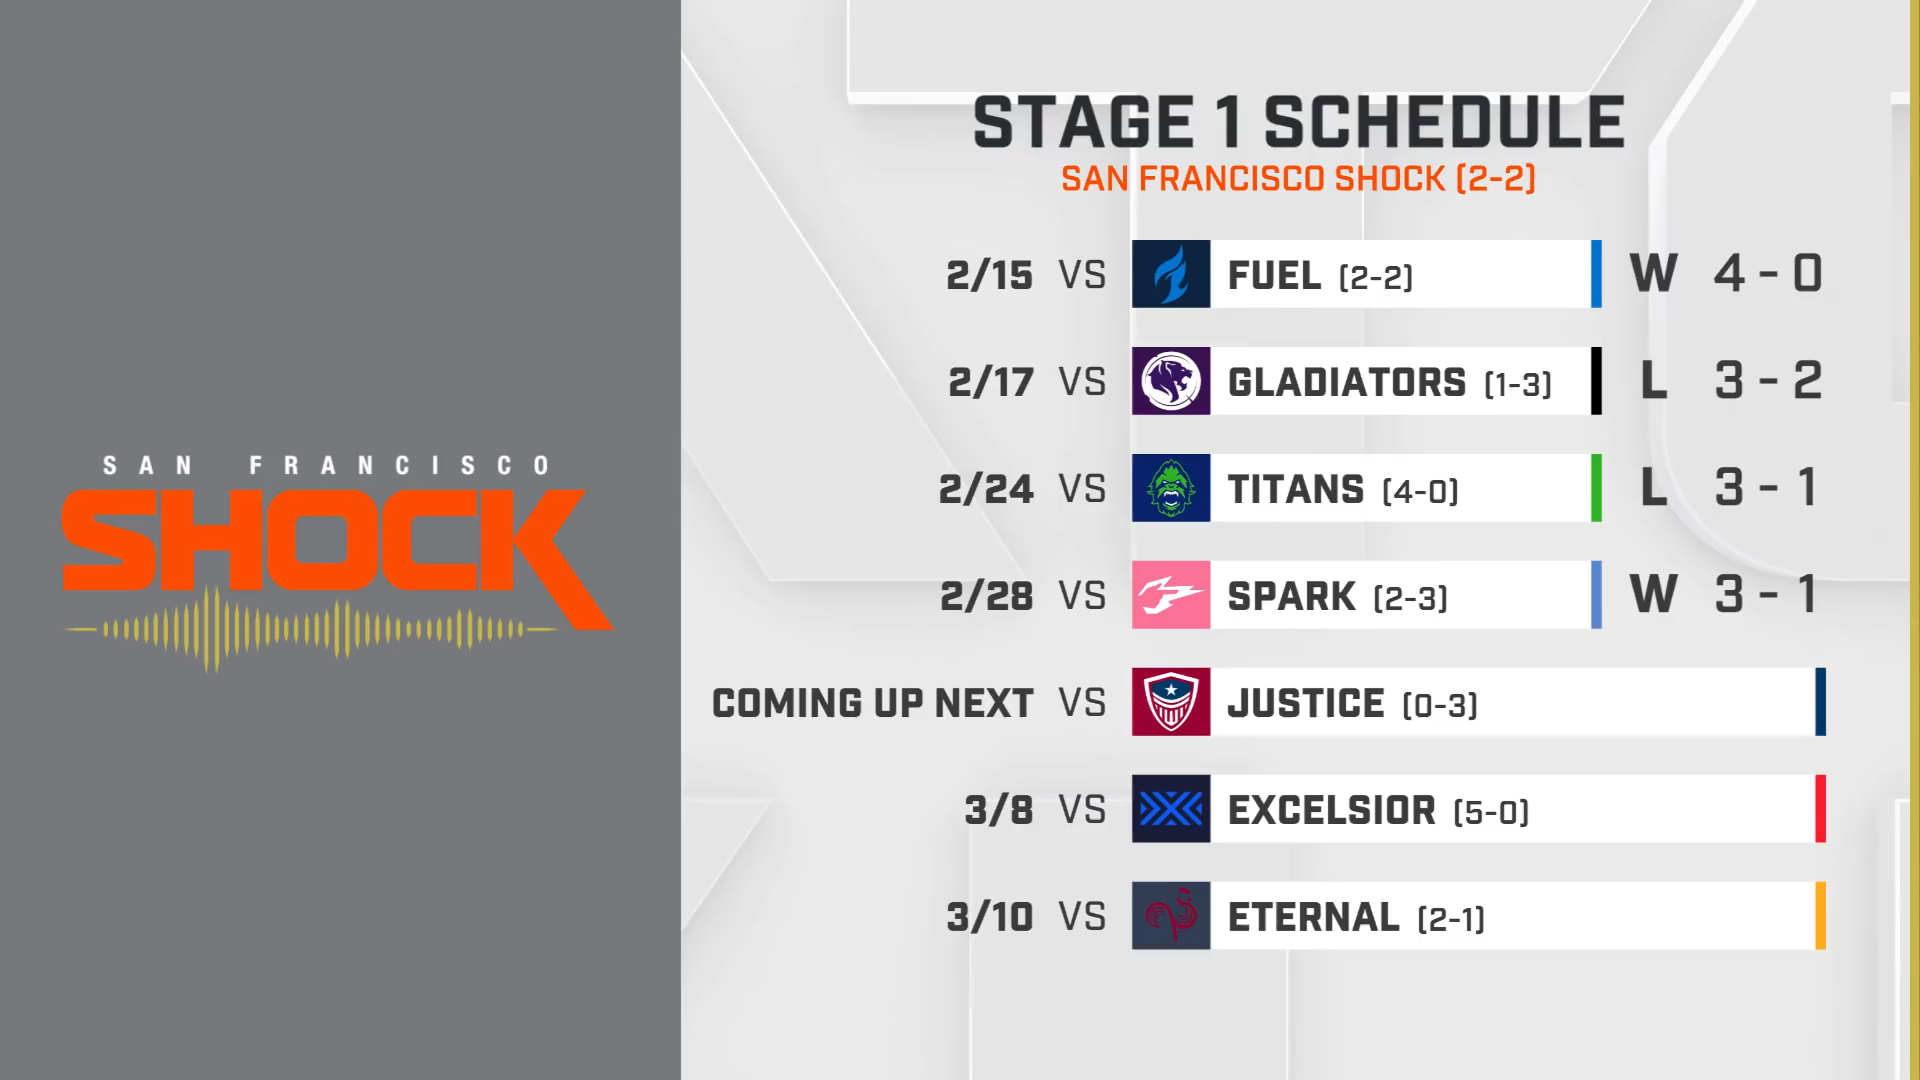 SAN FRANCISCO
SHOCK
STAGE 1 SCHEDULE
SAN FRANCISCO SHOCK (2-2)
2/15 VS FUEL (2-2) W 4 - 0
2/17 VS GLADIATORS (1-3) L 3 - 2
2/24 VS TITANS (4-0) L 3 - 1
2/28 VS SPARK (2-3) W 3 - 1
COMING UP NEXT VS JUSTICE (0-3)
3/8 VS EXCELSIOR (5-0)
3/10 VS ETERNAL (2-1)